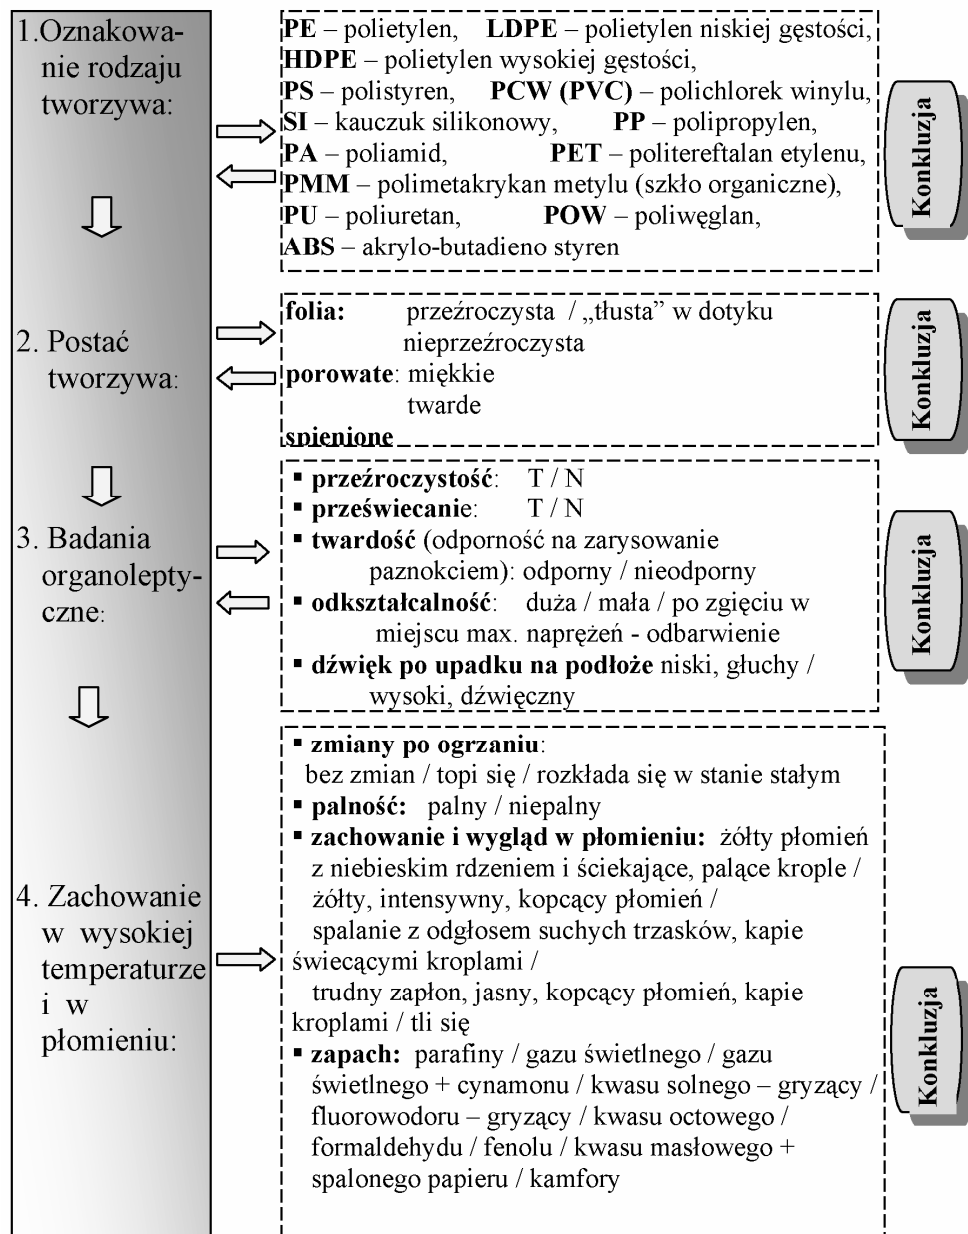 1.Oznakowa-
nie rodzaju
tworzywa:
PE – polietylen, LDPE – polietylen niskiej gęstości,
HDPE – polietylen wysokiej gęstości,
PS – polistyren, PCW (PVC) – polichlorek winylu,
SI – kauczuk silikonowy, PP – polipropylen,
PA – poliamid, PET – politereftalan etylenu,
PMM – polimetakrykan metylu (szkło organiczne),
PU – poliuretan, POW – poliwęglan,
ABS – akrylo-butadieno styren
Konkluzja
2. Postać
tworzywa:
folia: przeźroczysta / „tłusta” w dotyku
nieprzeźroczysta
porowate: miękkie
twarde
spienione
Konkluzja
3. Badania
organolepty-
czne:
▪ przeźroczystość: T / N
▪ przeświecanie: T / N
▪ twardość (odporność na zarysowanie
paznokciem): odporny / nieodporny
▪ odkształcalność: duża / mała / po zgięciu w
miejscu max. naprężeń - odbarwienie
▪ dźwięk po upadku na podłoże niski, głuchy /
wysoki, dźwięczny
Konkluzja
4. Zachowanie
w wysokiej
temperaturze
i w
płomieniu:
▪ zmiany po ogrzaniu:
bez zmian / topi się / rozkłada się w stanie stałym
▪ palność: palny / niepalny
▪ zachowanie i wygląd w płomieniu: żółty płomień
z niebieskim rdzeniem i ściekające, palące krople /
żółty, intensywny, kopcący płomień /
spalanie z odgłosem suchych trzasków, kapie
świecącymi kroplami /
trudny zapłon, jasny, kopcący płomień, kapie
kroplami / tli się
▪ zapach: parafiny / gazu świetlnego / gazu
świetlnego + cynamonu / kwasu solnego – gryzący /
fluorowodoru – gryzący / kwasu octowego /
formaldehydu / fenolu / kwasu masłowego +
spalonego papieru / kamfory
Konkluzja